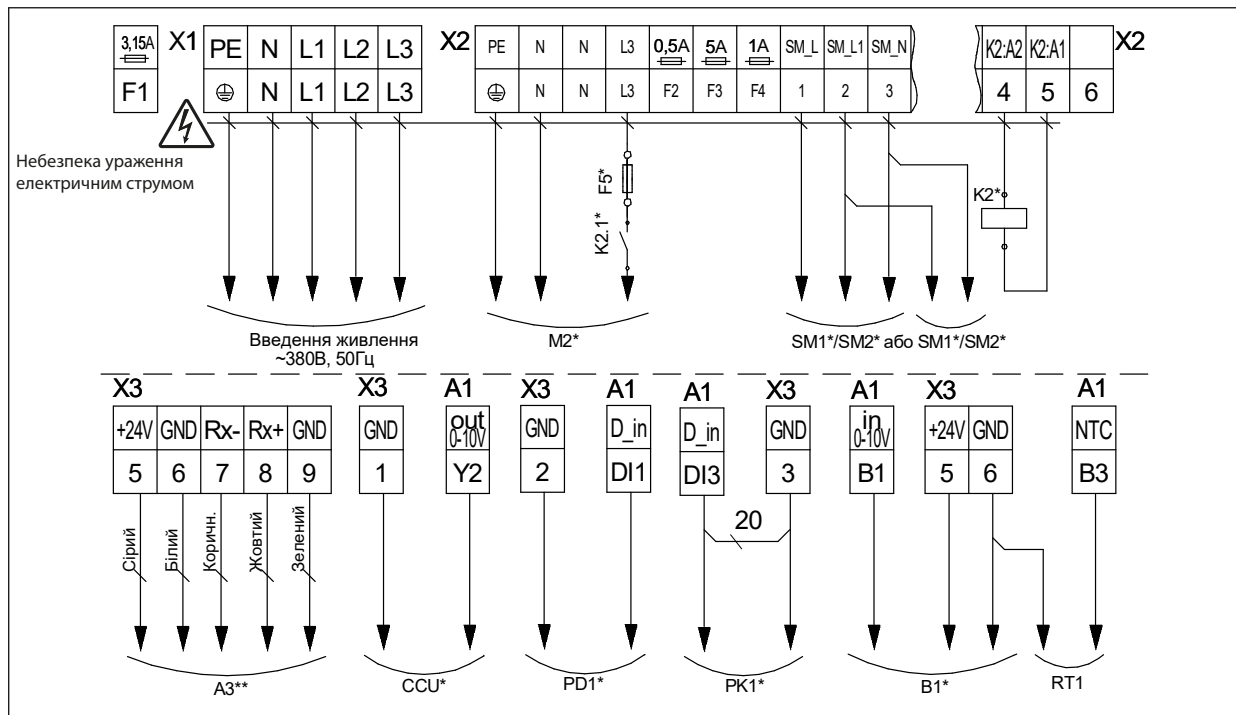 3,15A X1 PE N L1 L2 L3 X2 PE N N L3 0,5A 5A 1A SM_L SM_L1 SM_N K2:A2 K2:A1 X2
F1 N L1 L2 L3 N N L3 F2 F3 F4 1 2 3 4 5 6
Небезпека ураження
електричним струмом
F5*
K2.1*
K2*
Введення живлення
~380В, 50Гц
M2*
SM1*/SM2* або SM1*/SM2*
X3 X3 A1 X3 A1 A1 X3 A1 X3 A1
+24V GND Rx- Rx+ GND GND out 0-10V GND D_in D_in GND in 0-10V +24V GND NTC
5 6 7 8 9 1 Y2 2 DI1 DI3 3 B1 5 6 B3
Сірий
Білий
Коричн.
Жовтий
Зелений
20
A3**
CCU*
PD1*
PK1*
B1*
RT1